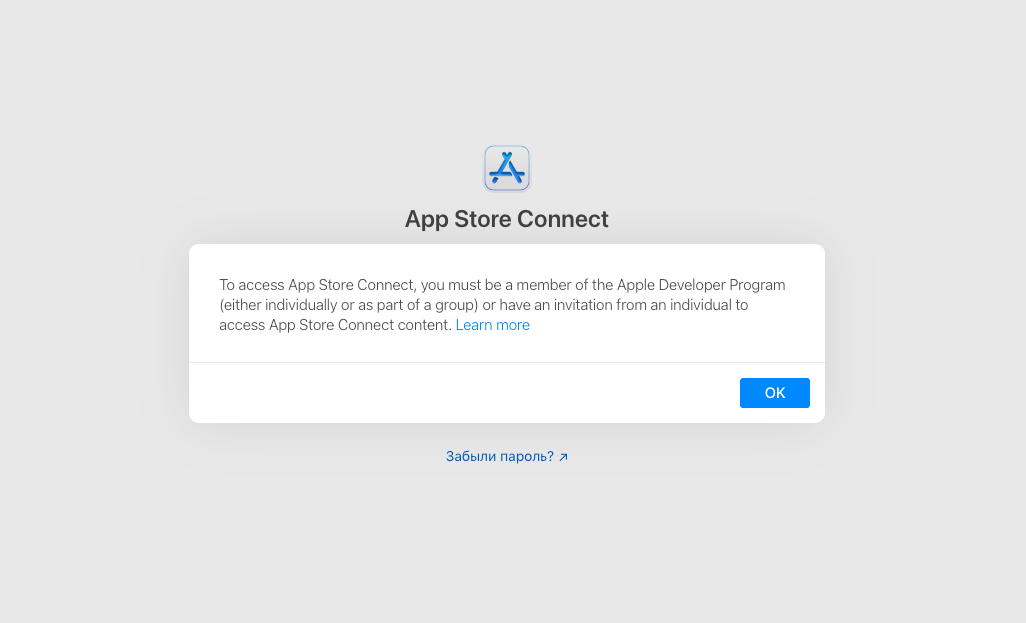 App Store Connect
To access App Store Connect, you must be a member of the Apple Developer Program
(either individually or as part of a group) or have an invitation from an individual to
access App Store Connect content. Learn more
OK
Забыли пароль? ↗